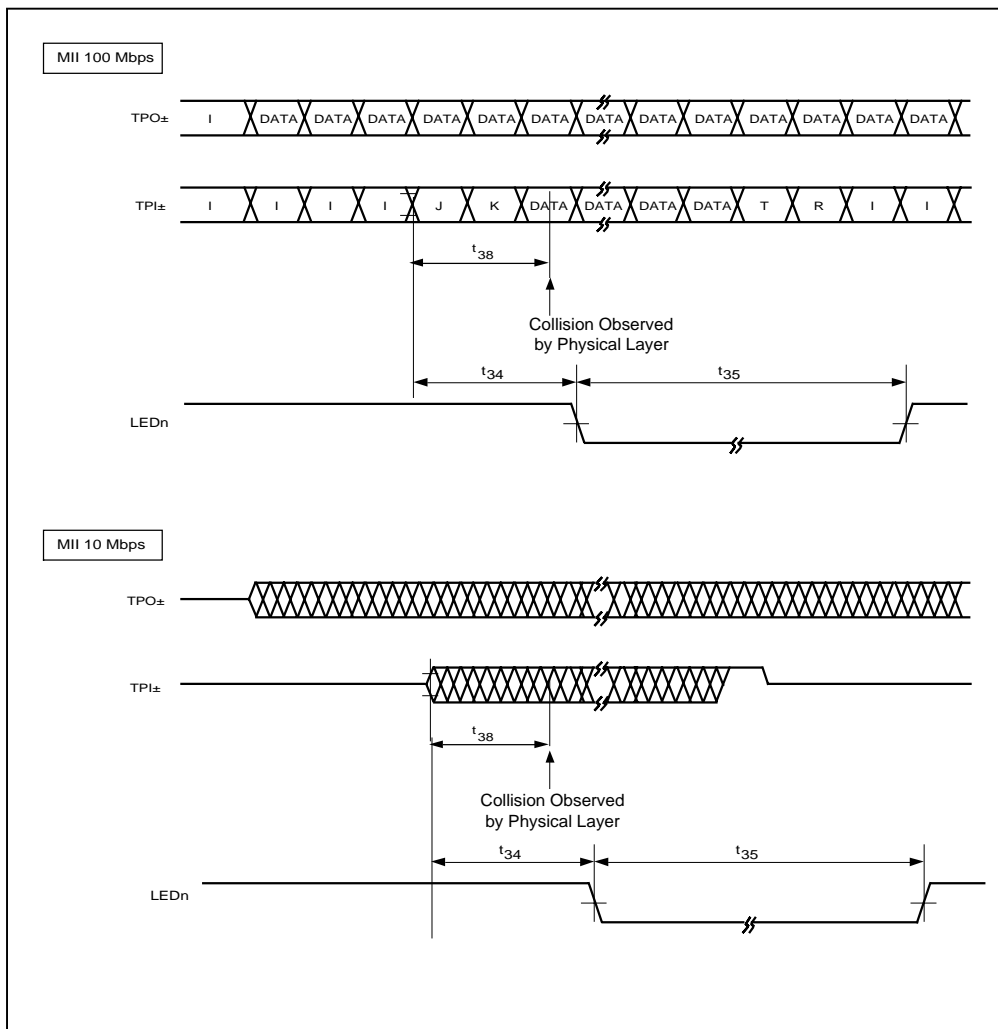 MII 100 Mbps
TPO± I DATA DATA DATA DATA DATA DATA DATA DATA DATA DATA DATA DATA DATA
TPI± I I I I J K DATA DATA DATA DATA T R I I
t38
Collision Observed
by Physical Layer
t34 t35
LEDn
MII 10 Mbps
TPO±
TPI±
t38
Collision Observed
by Physical Layer
t34 t35
LEDn